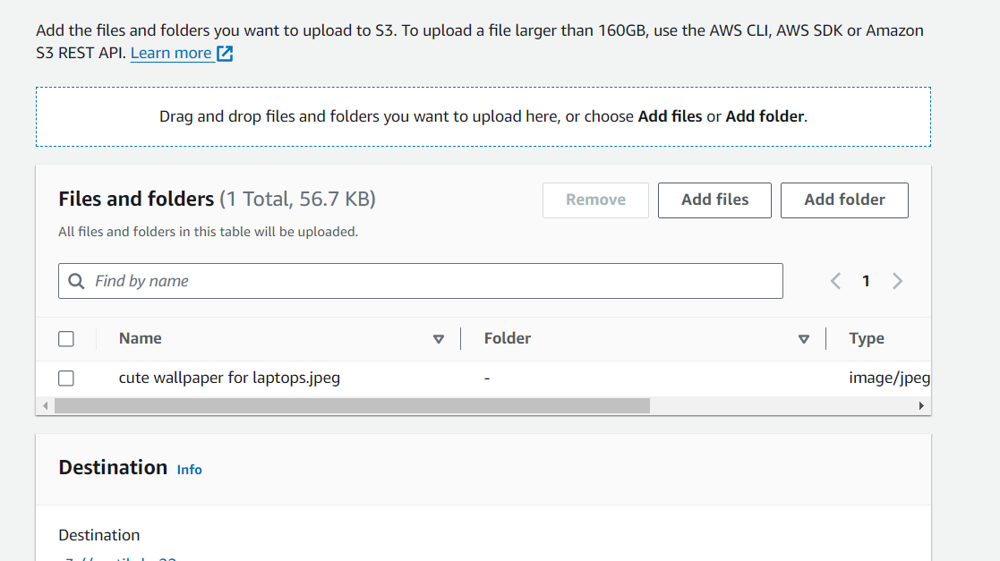 Add the files and folders you want to upload to S3. To upload a file larger than 160GB, use the AWS CLI, AWS SDK or Amazon
S3 REST API. Learn more
Drag and drop files and folders you want to upload here, or choose Add files or Add folder.
Files and folders (1 Total, 56.7 KB)
Remove
Add files
Add folder
All files and folders in this table will be uploaded.
Find by name
1
Name
Folder
Type
cute wallpaper for laptops.jpeg
-
image/jpeg
Destination Info
Destination